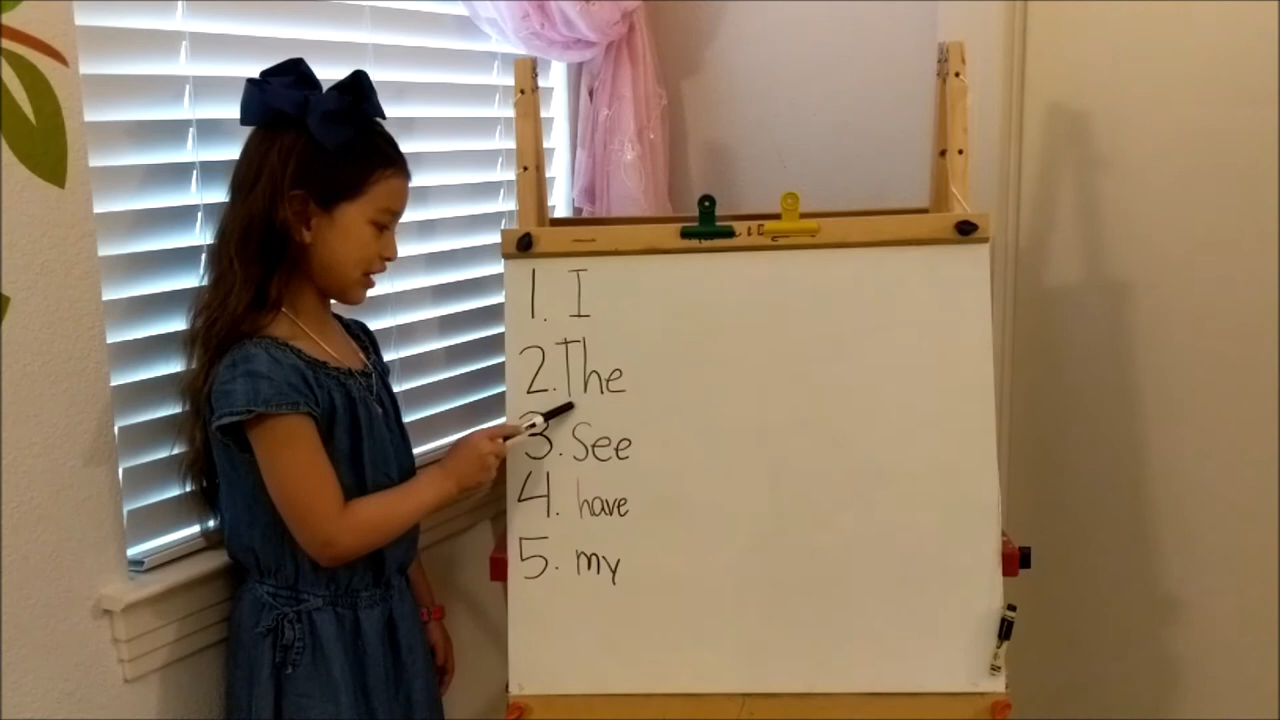 1. I
2. The
3. See
4. have
5. my